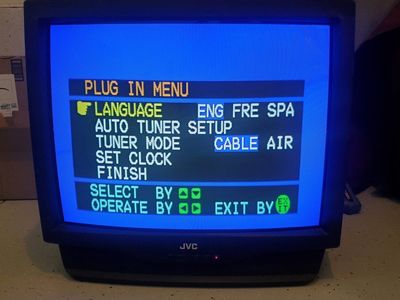 PLUG IN MENU
LANGUAGE ENG FRE SPA
AUTO TUNER SETUP
TUNER MODE CABLE AIR
SET CLOCK
FINISH
SELECT BY
OPERATE BY EXIT BY EXIT
JVC